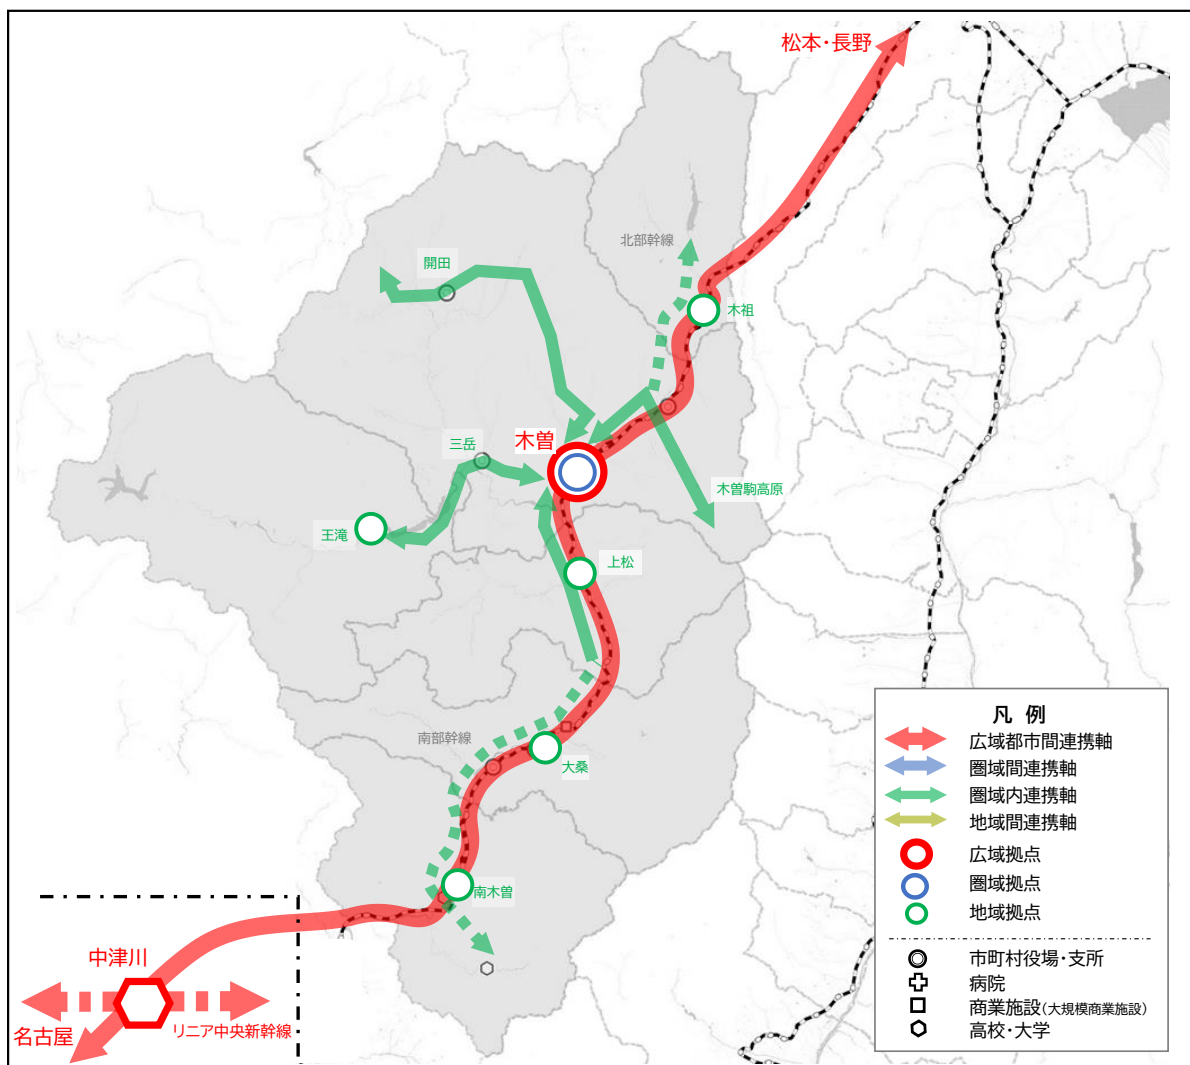 松本・長野
北部幹線
開田
木祖
木曽
三岳
木曽駒高原
王滝
上松
南部幹線
大桑
南木曽
中津川
名古屋
リニア中央新幹線
凡 例
広域都市間連携軸
圏域間連携軸
圏域内連携軸
地域間連携軸
広域拠点
圏域拠点
地域拠点
市町村役場・支所
病院
商業施設(大規模商業施設)
高校・大学